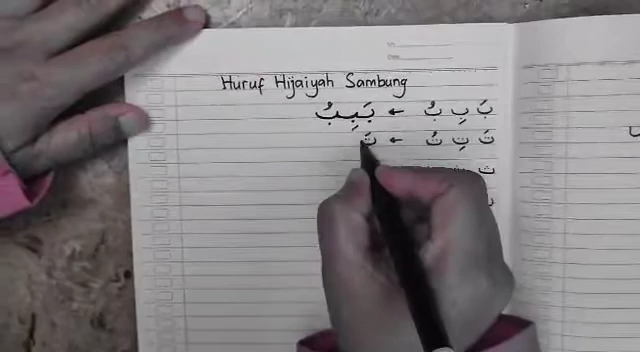 Huruf Hijaiyah Sambung
بَ بِ بُ ← بَبِبُ
تَ تِ تُ ← تَ
ث